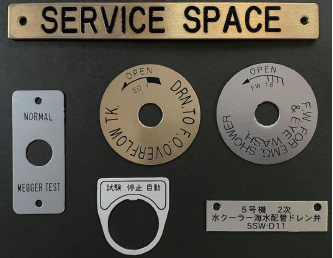 SERVICE SPACE
NORMAL
MEGGER TEST
OPEN
DRN.TO F.O.OVERFLOW TK.
OPEN
F.W. FOR EMG. SHOWER
& EYE WASH
試験 停止 自動
5号機 2次
水クーラー海水配管ドレン弁
5SW-D11